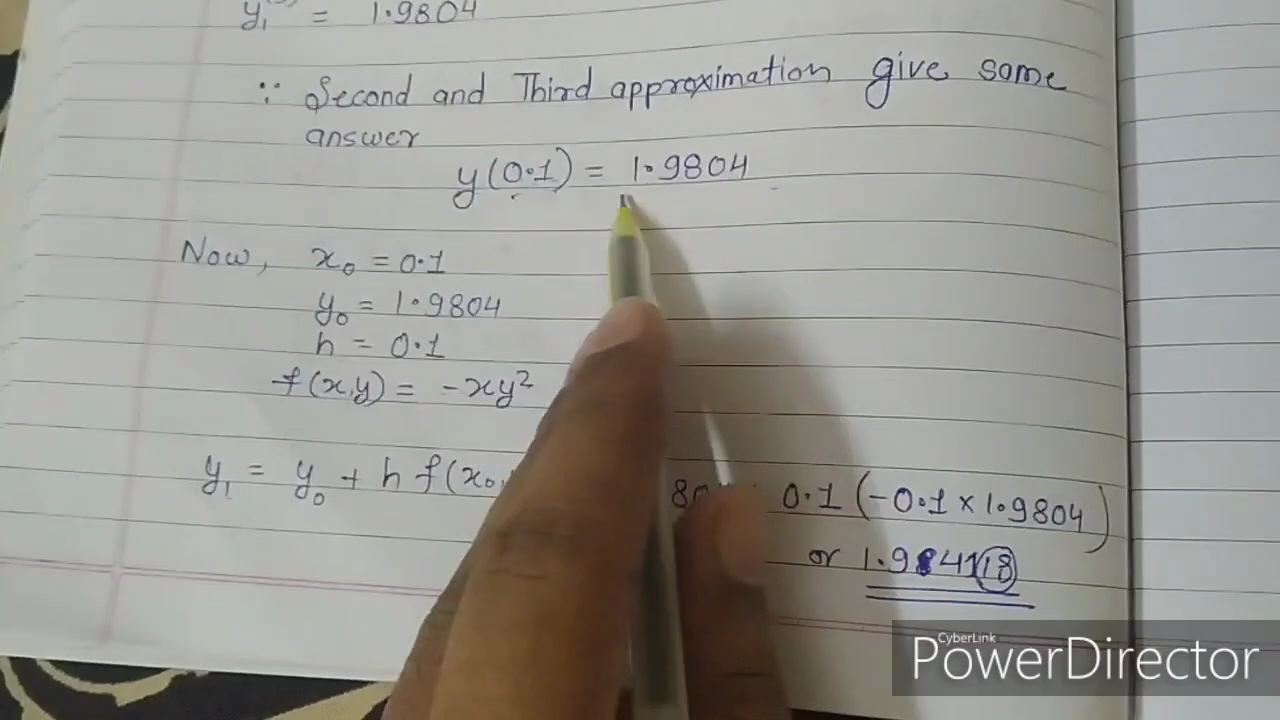 y₁⁽ ⁾ = 1.9804
∵ Second and Third approximation give same
answer
y(0.1) = 1.9804
Now, x₀ = 0.1
y₀ = 1.9804
h = 0.1
f(x,y) = -xy²
y₁ = y₀ + h f(x₀, 80 0.1 (-0.1 × 1.9804)
or
CyberLink
PowerDirector